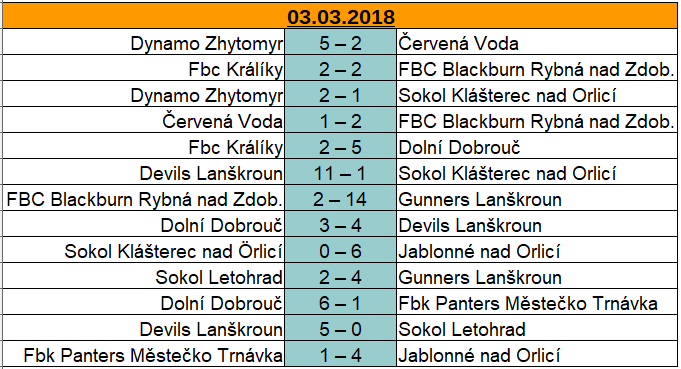 03.03.2018
Dynamo Zhytomyr 5 – 2 Červená Voda
Fbc Králíky 2 – 2 FBC Blackburn Rybná nad Zdob.
Dynamo Zhytomyr 2 – 1 Sokol Klášterec nad Orlicí
Červená Voda 1 – 2 FBC Blackburn Rybná nad Zdob.
Fbc Králíky 2 – 5 Dolní Dobrouč
Devils Lanškroun 11 – 1 Sokol Klášterec nad Orlicí
FBC Blackburn Rybná nad Zdob. 2 – 14 Gunners Lanškroun
Dolní Dobrouč 3 – 4 Devils Lanškroun
Sokol Klášterec nad Örlicí 0 – 6 Jablonné nad Orlicí
Sokol Letohrad 2 – 4 Gunners Lanškroun
Dolní Dobrouč 6 – 1 Fbk Panters Městečko Trnávka
Devils Lanškroun 5 – 0 Sokol Letohrad
Fbk Panters Městečko Trnávka 1 – 4 Jablonné nad Orlicí